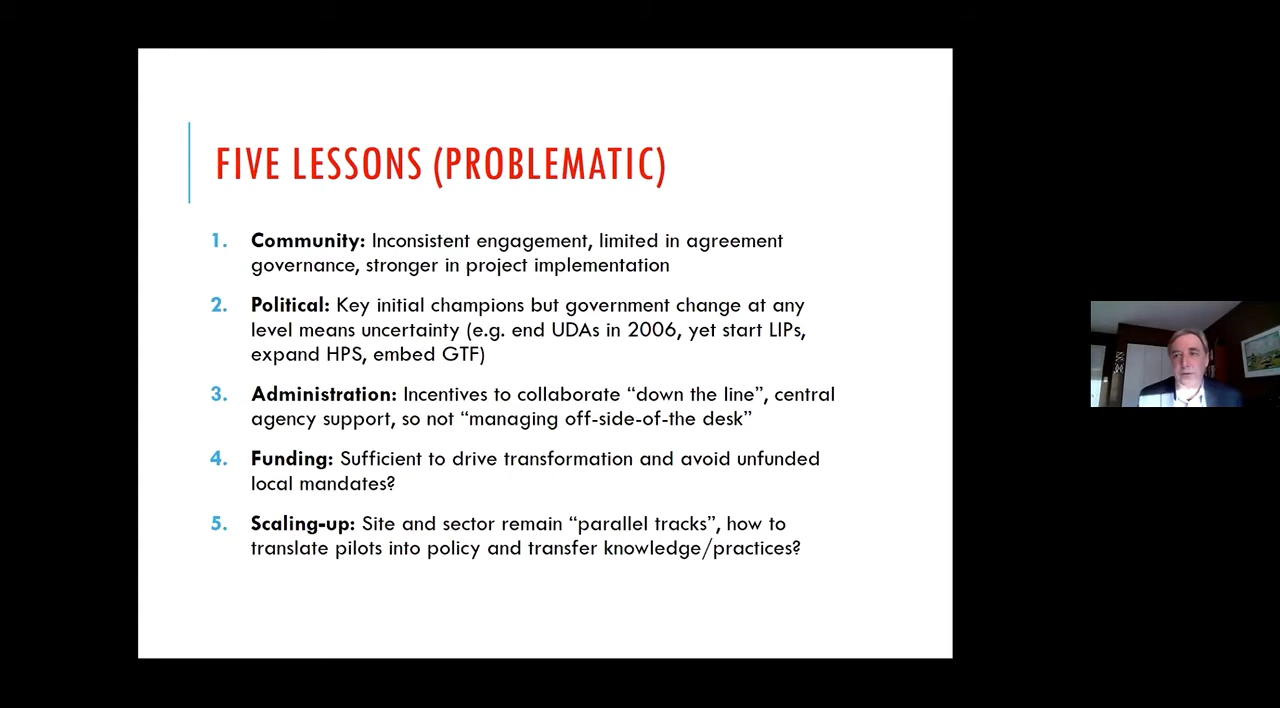 FIVE LESSONS (PROBLEMATIC)
1. Community: Inconsistent engagement, limited in agreement
governance, stronger in project implementation
2. Political: Key initial champions but government change at any
level means uncertainty (e.g. end UDAs in 2006, yet start LIPs,
expand HPS, embed GTF)
3. Administration: Incentives to collaborate “down the line”, central
agency support, so not “managing off-side-of-the desk”
4. Funding: Sufficient to drive transformation and avoid unfunded
local mandates?
5. Scaling-up: Site and sector remain “parallel tracks”, how to
translate pilots into policy and transfer knowledge/practices?